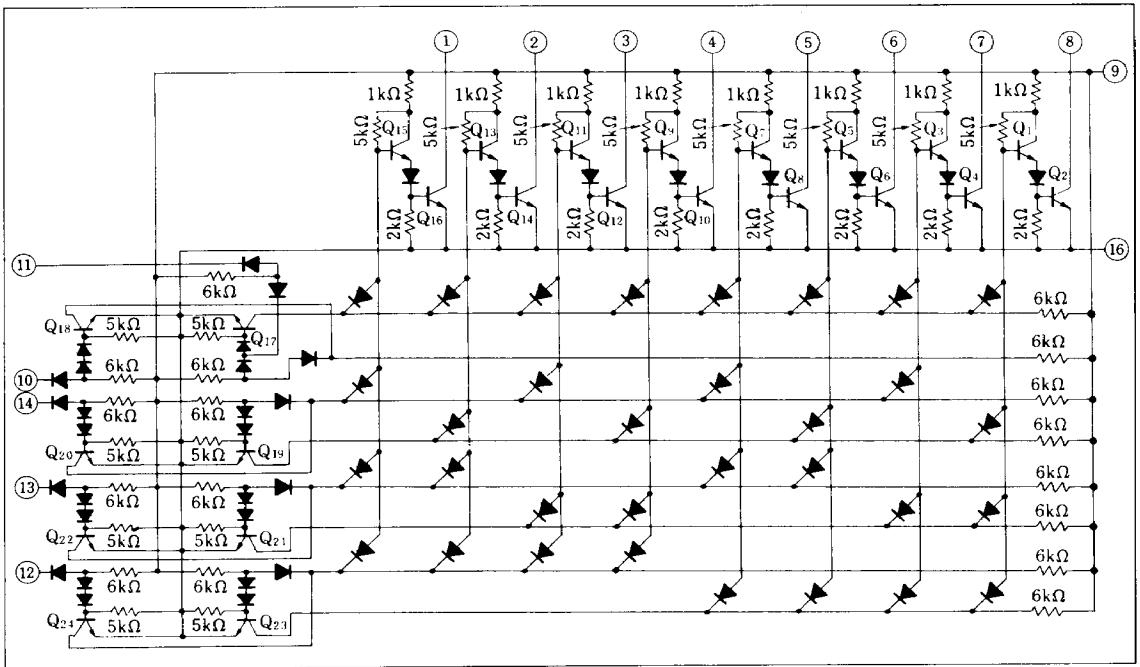 ① ② ③ ④ ⑤ ⑥ ⑦ ⑧
⑨
1kΩ 1kΩ 1kΩ 1kΩ 1kΩ 1kΩ 1kΩ 1kΩ
5kΩ 5kΩ 5kΩ 5kΩ 5kΩ 5kΩ 5kΩ 5kΩ
Q15 Q13 Q11 Q9 Q7 Q5 Q3 Q1
Q16 Q14 Q12 Q10 Q8 Q6 Q4 Q2
2kΩ 2kΩ 2kΩ 2kΩ 2kΩ 2kΩ 2kΩ 2kΩ
⑯
⑪
6kΩ
6kΩ
Q18 5kΩ 5kΩ Q17
6kΩ
⑩ 6kΩ 6kΩ
6kΩ
⑭ 6kΩ 6kΩ
6kΩ
Q20 5kΩ 5kΩ Q19
6kΩ
⑬ 6kΩ 6kΩ
6kΩ
Q22 5kΩ 5kΩ Q21
6kΩ
⑫ 6kΩ 6kΩ
6kΩ
Q24 5kΩ 5kΩ Q23